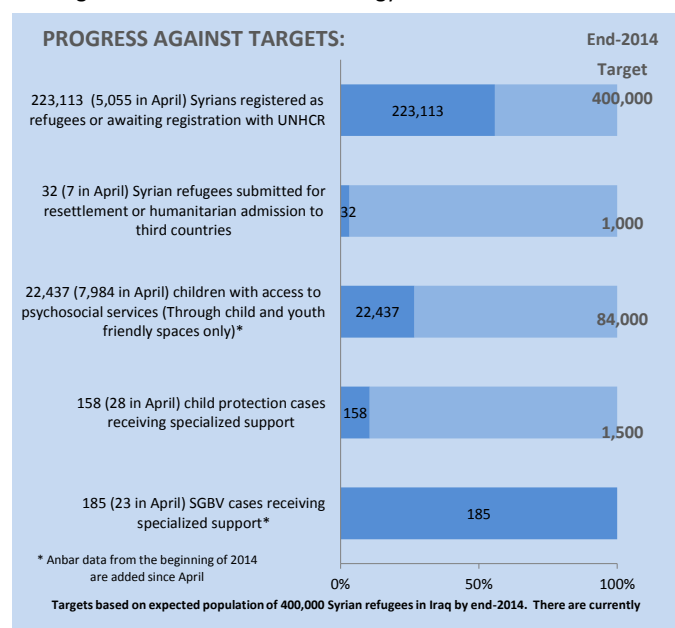 PROGRESS AGAINST TARGETS:
End-2014
Target
223,113 (5,055 in April) Syrians registered as
refugees or awaiting registration with UNHCR
223,113
400,000
32 (7 in April) Syrian refugees submitted for
resettlement or humanitarian admission to
third countries
32
1,000
22,437 (7,984 in April) children with access to
psychosocial services (Through child and youth
friendly spaces only)*
22,437
84,000
158 (28 in April) child protection cases
receiving specialized support
158
1,500
185 (23 in April) SGBV cases receiving
specialized support*
185
* Anbar data from the beginning of 2014
are added since April
0%
50%
100%
Targets based on expected population of 400,000 Syrian refugees in Iraq by end-2014. There are currently